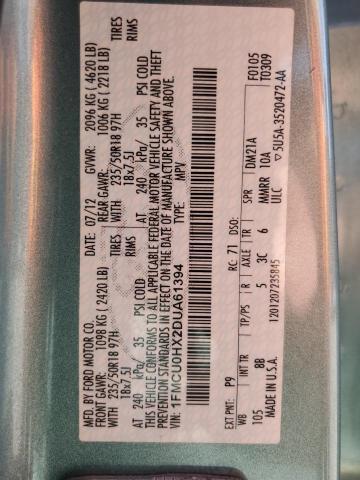 MFD. BY FORD MOTOR CO.
DATE: 07/12 GVWR: 2096 KG ( 4620 LB)
FRONT GAWR: 1098 KG ( 2420 LB) REAR GAWR: 1006 KG ( 2218 LB)
WITH 235/50R18 97H TIRES WITH 235/50R18 97H TIRES
18x7.5J RIMS 18x7.5J RIMS
AT 240 kPa/ 35 PSI COLD AT 240 kPa/ 35 PSI COLD
THIS VEHICLE CONFORMS TO ALL APPLICABLE FEDERAL MOTOR VEHICLE SAFETY AND THEFT
PREVENTION STANDARDS IN EFFECT ON THE DATE OF MANUFACTURE SHOWN ABOVE.
VIN: 1FMCU0HX2DUA61394 TYPE: MPV
F0105
T0309
EXT PNT: P9 RC: 71 DSO:
WB INT TR TP/PS R AXLE TR SPR DM21A
105 8B 5 3C 6 MMRR 1DA
1201207235845 ULC
MADE IN U.S.A. ▽5U5A-3520472-AA